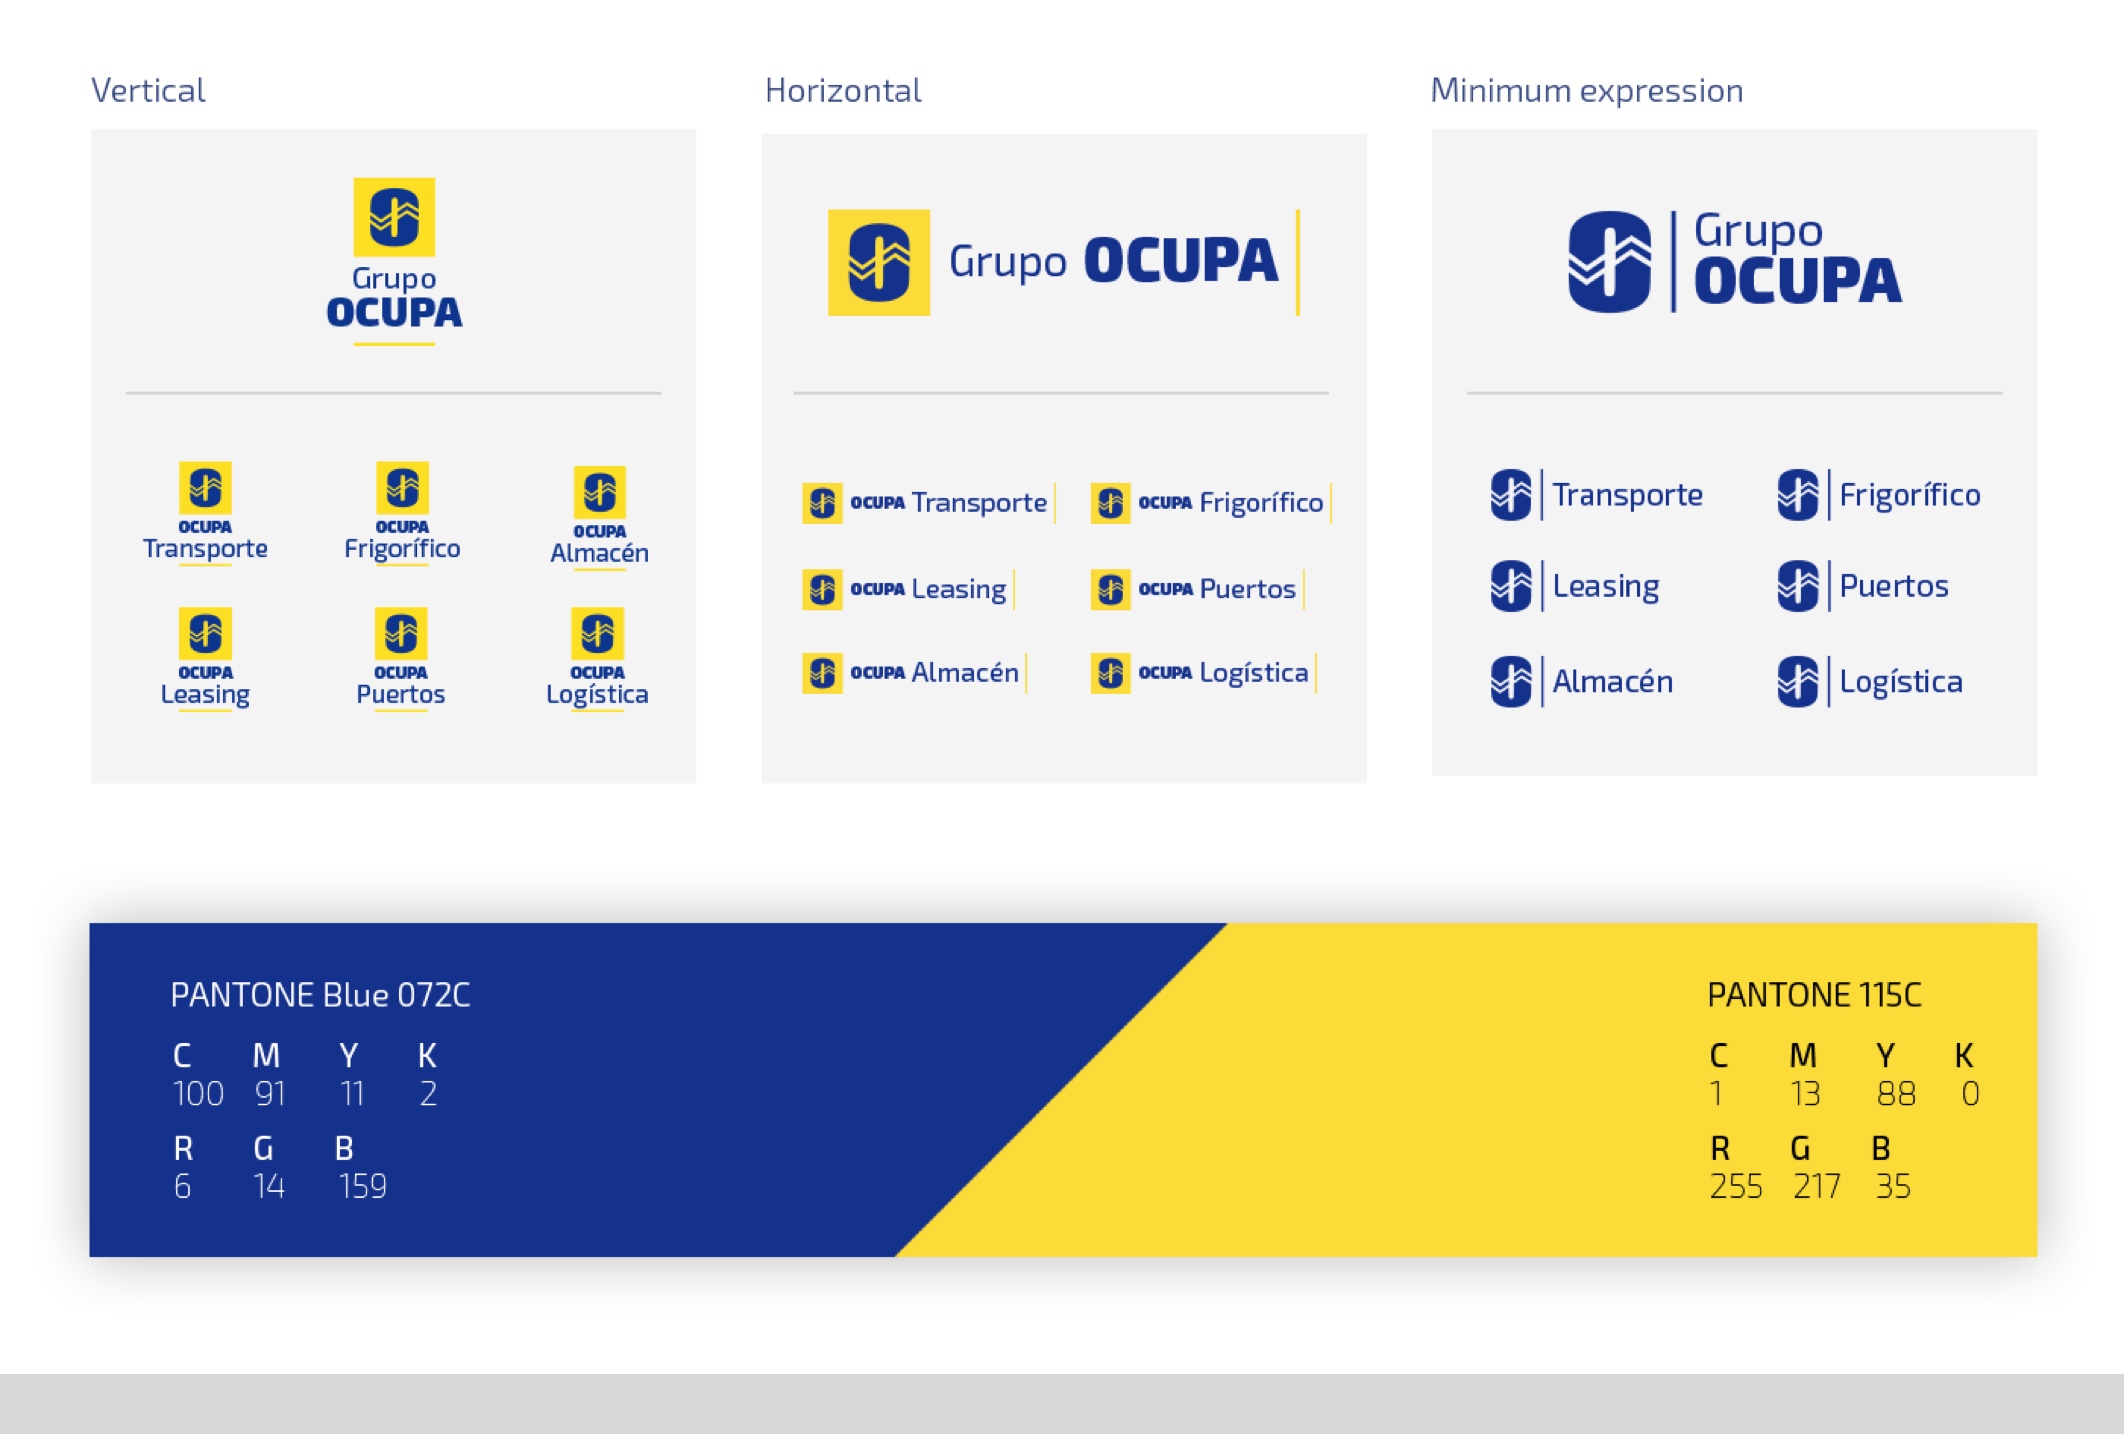 Vertical
Grupo
OCUPA
OCUPA
Transporte
OCUPA
Frigorífico
OCUPA
Almacén
OCUPA
Leasing
OCUPA
Puertos
OCUPA
Logística
Horizontal
Grupo OCUPA
OCUPA Transporte
OCUPA Frigorífico
OCUPA Leasing
OCUPA Puertos
OCUPA Almacén
OCUPA Logística
Minimum expression
Grupo
OCUPA
Transporte
Frigorífico
Leasing
Puertos
Almacén
Logística
PANTONE Blue 072C
C M Y K
100 91 11 2
R G B
6 14 159
PANTONE 115C
C M Y K
1 13 88 0
R G B
255 217 35